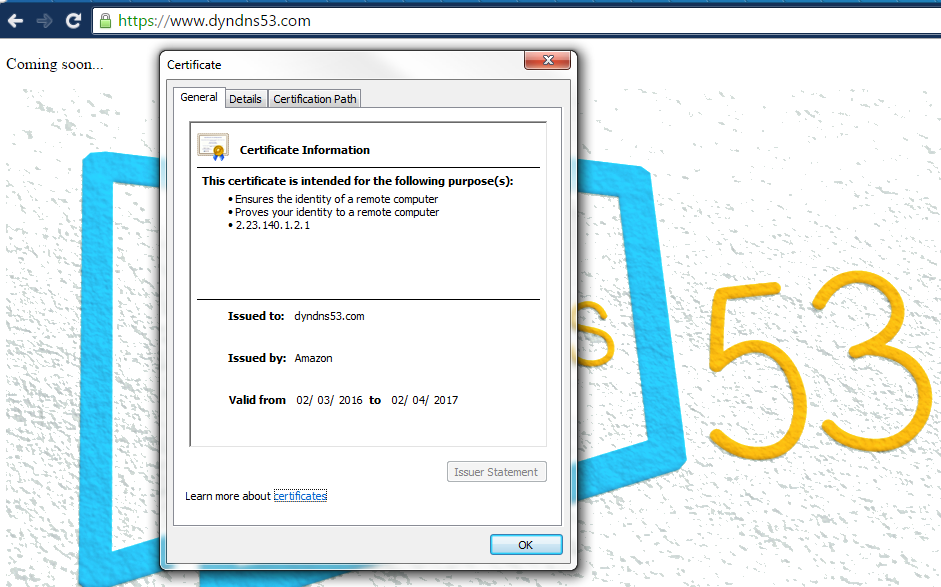 https://www.dyndns53.com
Coming soon...
Certificate
General Details Certification Path
Certificate Information
This certificate is intended for the following purpose(s):
• Ensures the identity of a remote computer
• Proves your identity to a remote computer
• 2.23.140.1.2.1
Issued to: dyndns53.com
Issued by: Amazon
Valid from 02/ 03/ 2016 to 02/ 04/ 2017
Issuer Statement
Learn more about certificates
OK
s 53